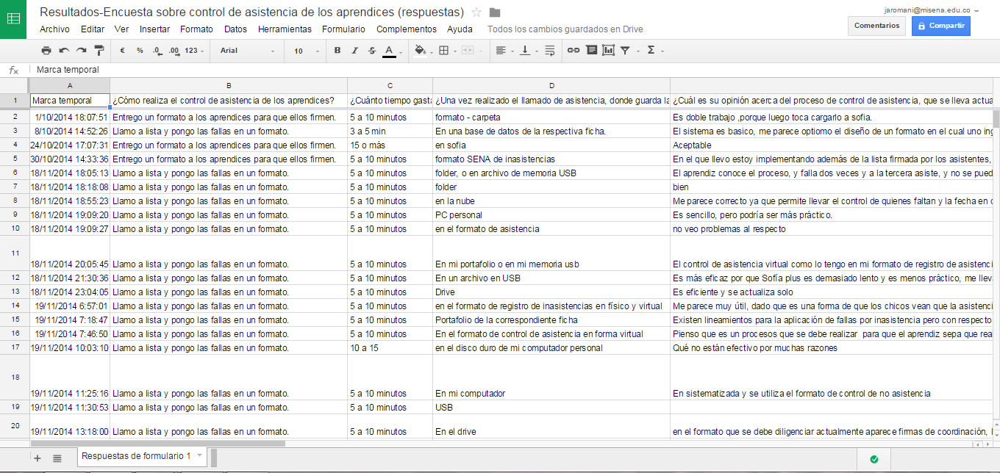 Resultados-Encuesta sobre control de asistencia de los aprendices (respuestas)
jaromani@misena.edu.co
Archivo Editar Ver Insertar Formato Datos Herramientas Formulario Complementos Ayuda Todos los cambios guardados en Drive
Comentarios Compartir
€ % .0 .00 123 Arial 10 B I S A Σ
fx Marca temporal
A B C D
1 Marca temporal ¿Cómo realiza el control de asistencia de los aprendices? ¿Cuánto tiempo gasta ¿Una vez realizado el llamado de asistencia, donde guarda la ¿Cuál es su opinión acerca del proceso de control de asistencia, que se lleva actua
2 1/10/2014 18:07:51 Entrego un formato a los aprendices para que ellos firmen. 5 a 10 minutos formato - carpeta Es doble trabajo ,porque luego toca cargarlo a sofia.
3 8/10/2014 14:52:26 Llamo a lista y pongo las fallas en un formato. 3 a 5 min En una base de datos de la respectiva ficha. El sistema es basico, me parece optiomo el diseño de un formato en el cual uno ing
4 24/10/2014 17:07:31 Entrego un formato a los aprendices para que ellos firmen. 15 o más en sofia Aceptable
5 30/10/2014 14:33:36 Entrego un formato a los aprendices para que ellos firmen. 5 a 10 minutos formato SENA de inasistencias En el que llevo estoy implementando además de la lista firmada por los asistentes,
6 18/11/2014 18:05:13 Llamo a lista y pongo las fallas en un formato. 5 a 10 minutos folder, o en archivo de memoria USB El aprendiz conoce el proceso, y falla dos veces y a la tercera asiste, y no se pued
7 18/11/2014 18:18:08 Llamo a lista y pongo las fallas en un formato. 5 a 10 minutos folder bien
8 18/11/2014 18:55:23 Llamo a lista y pongo las fallas en un formato. 5 a 10 minutos en la nube Me parece correcto ya que permite llevar el control de quienes faltan y la fecha en
9 18/11/2014 19:09:20 Llamo a lista y pongo las fallas en un formato. 5 a 10 minutos PC personal Es sencillo, pero podría ser más práctico.
10 18/11/2014 19:09:27 Llamo a lista y pongo las fallas en un formato. 5 a 10 minutos en el formato de asistencia no veo problemas al respecto
11 18/11/2014 20:05:45 Llamo a lista y pongo las fallas en un formato. 5 a 10 minutos En mi portafolio o en mi memoria usb El control de asistencia virtual como lo tengo en mi formato de registro de asistenci
12 18/11/2014 21:30:36 Llamo a lista y pongo las fallas en un formato. 5 a 10 minutos En un archivo en USB Es más eficaz por que Sofía plus es demasiado lento y es menos práctico, me llev
13 18/11/2014 23:04:05 Llamo a lista y pongo las fallas en un formato. 5 a 10 minutos Drive Es eficiente y se actualiza solo
14 19/11/2014 6:57:01 Llamo a lista y pongo las fallas en un formato. 5 a 10 minutos en el formato de registro de inasistencias en físico y virtual Me parece muy útil, dado que es una forma de que los chicos vean que la asistenci
15 19/11/2014 7:18:47 Llamo a lista y pongo las fallas en un formato. 5 a 10 minutos Portafolio de la correspondiente ficha Existen lineamientos para la aplicación de fallas por inasistencia pero con respecto
16 19/11/2014 7:46:50 Llamo a lista y pongo las fallas en un formato. 5 a 10 minutos En el formato de control de asistencia en forma virtual Pienso que es un procesos que se debe realizar para que el aprendiz sepa que rea
17 19/11/2014 10:03:10 Llamo a lista y pongo las fallas en un formato. 10 a 15 en el disco duro de mi computador personal Qué no están efectivo por muchas razones
18 19/11/2014 11:25:16 Llamo a lista y pongo las fallas en un formato. 5 a 10 minutos En mi computador En sistematizada y se utiliza el formato de control de no asistencia
19 19/11/2014 11:30:53 Llamo a lista y pongo las fallas en un formato. 5 a 10 minutos USB
20 19/11/2014 13:18:00 Llamo a lista y pongo las fallas en un formato. 5 a 10 minutos En el drive en el formato que se debe diligenciar actualmente aparece firmas de coordinación,
Respuestas de formulario 1